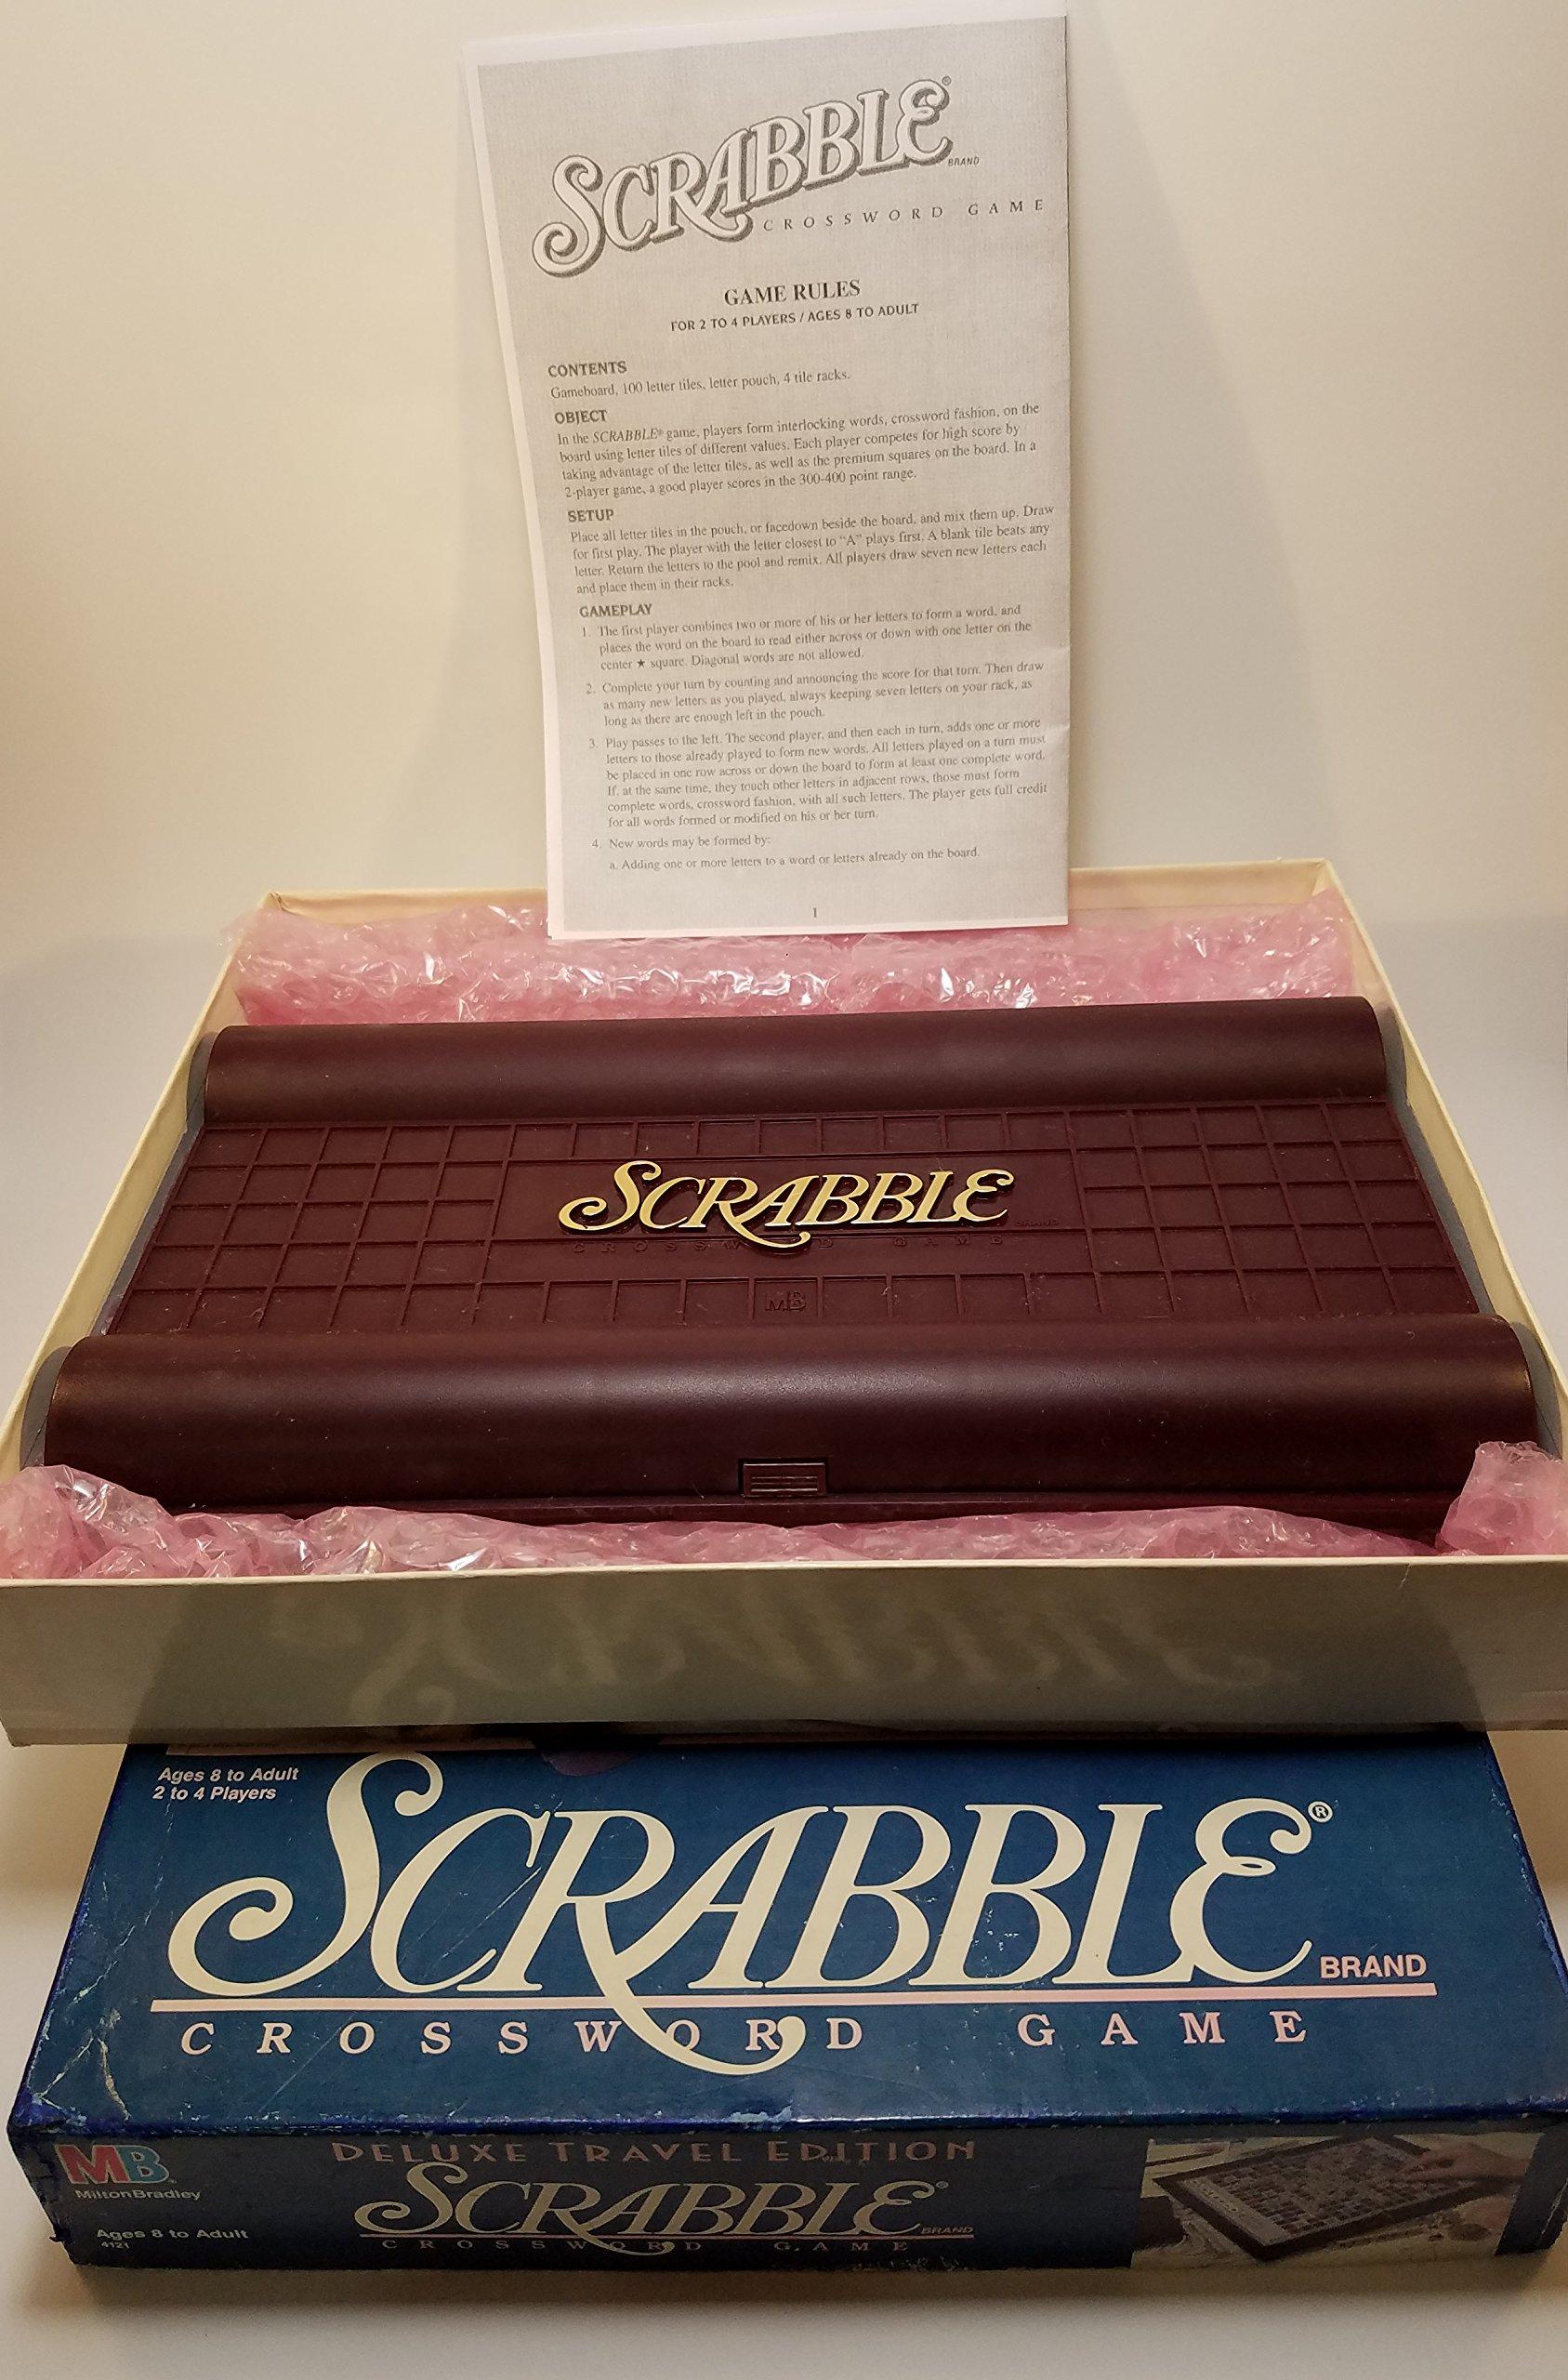 SCRABBLE®
BRAND
CROSSWORD GAME
GAME RULES
FOR 2 TO 4 PLAYERS / AGES 8 TO ADULT
CONTENTS
Gameboard, 100 letter tiles, letter pouch, 4 tile racks.
OBJECT
In the SCRABBLE® game, players form interlocking words, crossword fashion, on the
board using letter tiles of different values. Each player competes for high score by
taking advantage of the letter tiles, as well as the premium squares on the board. In a
2-player game, a good player scores in the 300-400 point range.
SETUP
Place all letter tiles in the pouch, or facedown beside the board, and mix them up. Draw
for first play. The player with the letter closest to "A" plays first. A blank tile beats any
letter. Return the letters to the pool and remix. All players draw seven new letters each
and place them in their racks.
GAMEPLAY
1. The first player combines two or more of his or her letters to form a word, and
places the word on the board to read either across or down with one letter on the
center ★ square. Diagonal words are not allowed.
2. Complete your turn by counting and announcing the score for that turn. Then draw
as many new letters as you played, always keeping seven letters on your rack, as
long as there are enough left in the pouch.
3. Play passes to the left. The second player, and then each in turn, adds one or more
letters to those already played to form new words. All letters played on a turn must
be placed in one row across or down the board to form at least one complete word.
If, at the same time, they touch other letters in adjacent rows, those must form
complete words, crossword fashion, with all such letters. The player gets full credit
for all words formed or modified on his or her turn.
4. New words may be formed by:
a. Adding one or more letters to a word or letters already on the board.
1
SCRABBLE
BRAND
CROSSWORD GAME
MB
Ages 8 to Adult
2 to 4 Players
SCRABBLE®
BRAND
CROSSWORD GAME
MB
Milton Bradley
Ages 8 to Adult
4121
DELUXE TRAVEL EDITION
SCRABBLE®
BRAND
CROSSWORD GAME